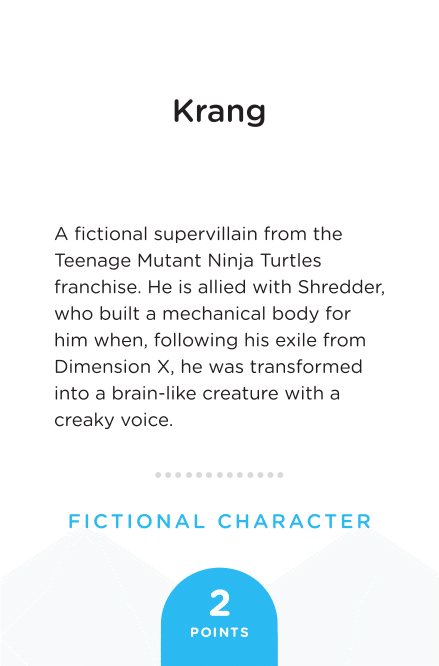 Krang
A fictional supervillain from the
Teenage Mutant Ninja Turtles
franchise. He is allied with Shredder,
who built a mechanical body for
him when, following his exile from
Dimension X, he was transformed
into a brain-like creature with a
creaky voice.
FICTIONAL CHARACTER
2
POINTS